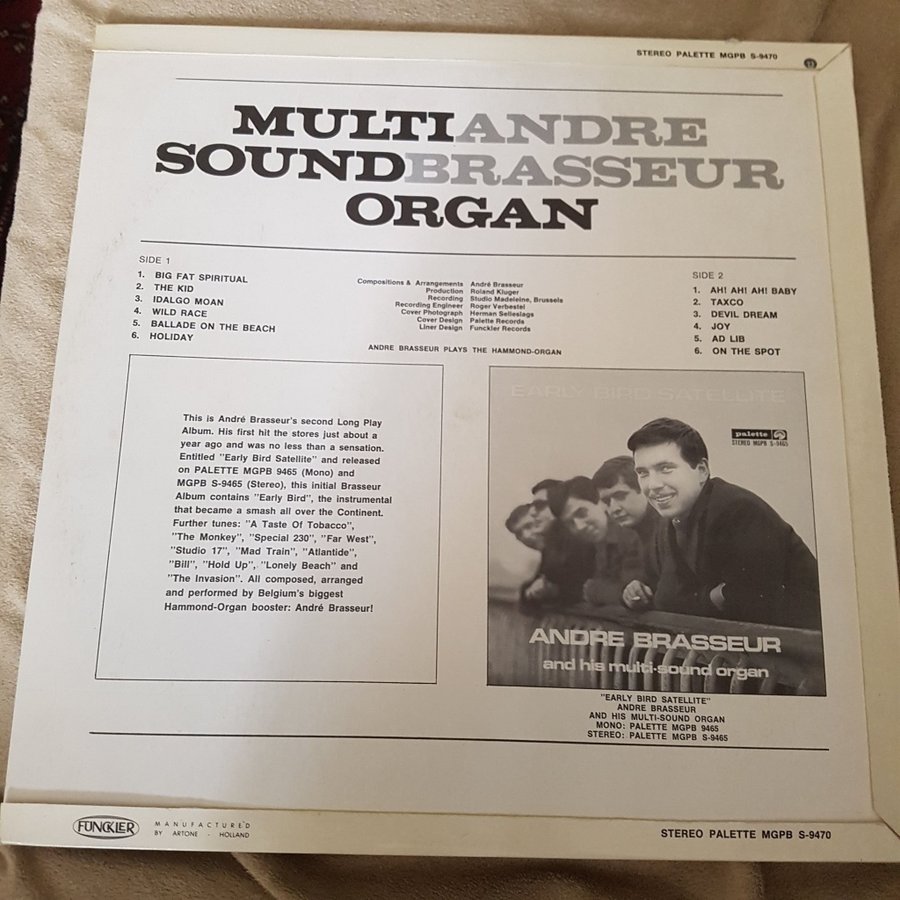 STEREO PALETTE MGPB S-9470
MULTI ANDRE
SOUND BRASSEUR
ORGAN
SIDE 1
1. BIG FAT SPIRITUAL
2. THE KID
3. IDALGO MOAN
4. WILD RACE
5. BALLADE ON THE BEACH
6. HOLIDAY
Compositions & Arrangements André Brasseur
Production Roland Kluger
Recording Studio Madeleine, Brussels
Recording Engineer Roger Verbestel
Cover Photograph Herman Selleslags
Cover Design Palette Records
Liner Design Funckler Records
ANDRE BRASSEUR PLAYS THE HAMMOND-ORGAN
SIDE 2
1. AH! AH! AH! BABY
2. TAXCO
3. DEVIL DREAM
4. JOY
5. AD LIB
6. ON THE SPOT
This is André Brasseur's second Long Play
Album. His first hit the stores just about a
year ago and was no less than a sensation.
Entitled "Early Bird Satellite" and released
on PALETTE MGPB 9465 (Mono) and
MGPB S-9465 (Stereo), this initial Brasseur
Album contains "Early Bird", the instrumental
that became a smash all over the Continent.
Further tunes: "A Taste Of Tobacco",
"The Monkey", "Special 230", "Far West",
"Studio 17", "Mad Train", "Atlantide",
"Bill", "Hold Up", "Lonely Beach" and
"The Invasion". All composed, arranged
and performed by Belgium's biggest
Hammond-Organ booster: André Brasseur!
EARLY BIRD SATELLITE
palette
STEREO MGPB S-9465
ANDRE BRASSEUR
and his multi-sound organ
"EARLY BIRD SATELLITE"
ANDRE BRASSEUR
AND HIS MULTI-SOUND ORGAN
MONO: PALETTE MGPB 9465
STEREO: PALETTE MGPB S-9465
FUNCKLER
MANUFACTURED
BY ARTONE - HOLLAND
STEREO PALETTE MGPB S-9470